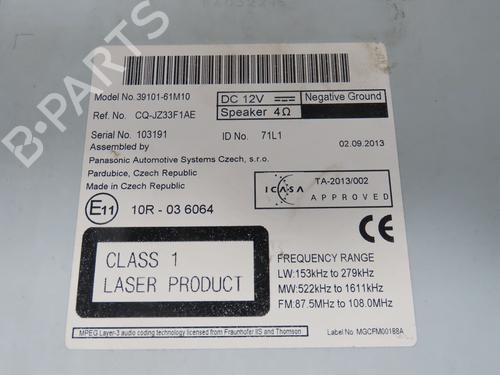 B-PARTS
Model No. 39101-61M10
DC 12V
Negative Ground
Ref. No. CQ-JZ33F1AE
Speaker 4Ω
Serial No. 103191
ID No. 71L1
02.09.2013
Assembled by
Panasonic Automotive Systems Czech, s.r.o.
Pardubice, Czech Republic
Made in Czech Republic
ICASA
TA-2013/002
APPROVED
E11
10R - 03 6064
CE
CLASS 1
LASER PRODUCT
FREQUENCY RANGE
LW:153kHz to 279kHz
MW:522kHz to 1611kHz
FM:87.5MHz to 108.0MHz
MPEG Layer-3 audio coding technology licensed from Fraunhofer IIS and Thomson
Label No. MGCFM00188A